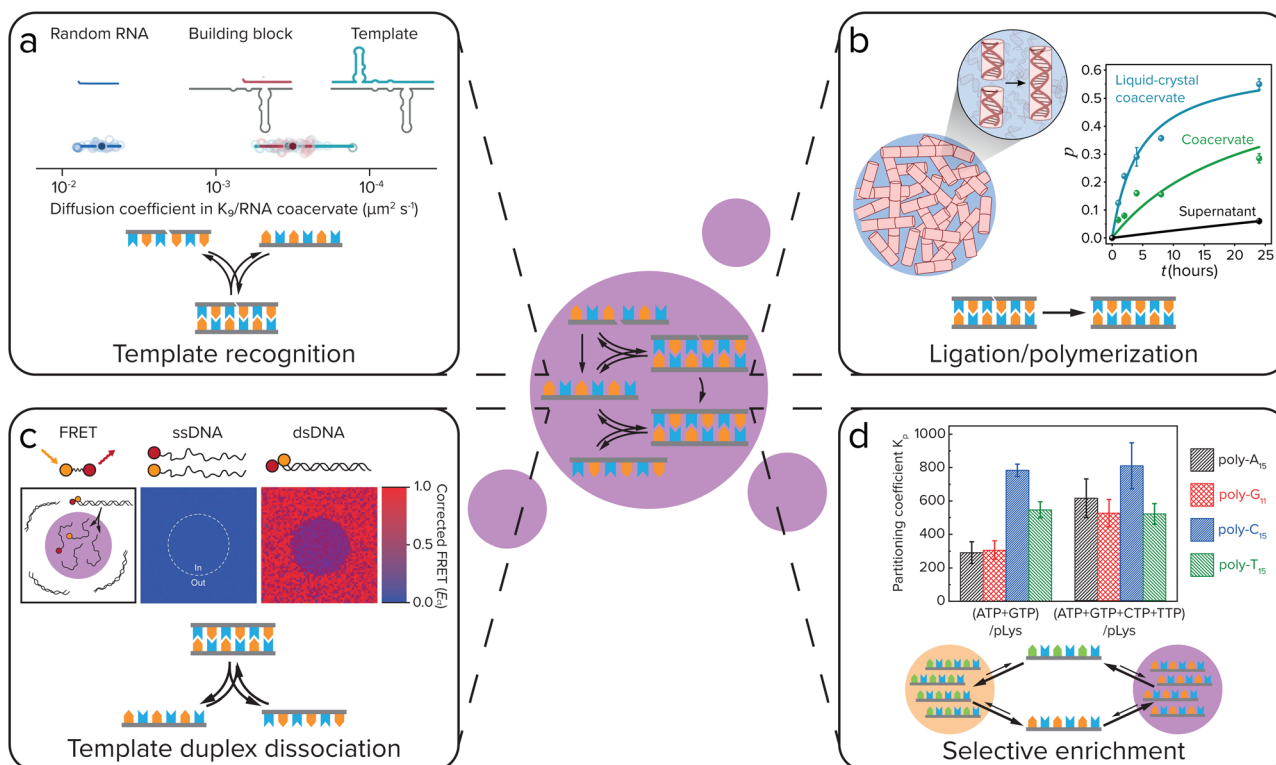 a
Random RNA
Building block
Template
10⁻²
10⁻³
10⁻⁴
Diffusion coefficient in K₉/RNA coacervate (μm² s⁻¹)
Template recognition
b
0.6
0.5
0.4
0.3
0.2
0.1
0.0
p
Liquid-crystal
coacervate
Coacervate
Supernatant
0 5 10 15 20 25
t (hours)
Ligation/polymerization
c
FRET
ssDNA
dsDNA
In
Out
1.0
0.0
Corrected FRET (E꜀ₜ)
Template duplex dissociation
d
1000
800
600
400
200
0
Partitioning coefficient Kₚ
(ATP+GTP)
/pLys
(ATP+GTP+CTP+TTP)
/pLys
poly-A₁₅
poly-G₁₁
poly-C₁₅
poly-T₁₅
Selective enrichment